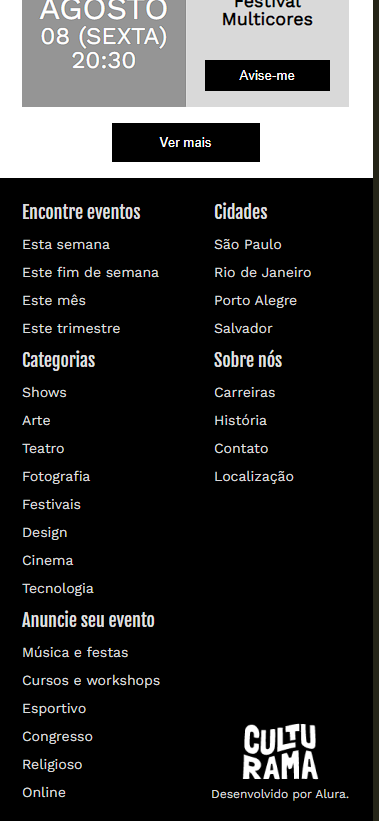 AGOSTO
08 (SEXTA)
20:30
Festival
Multicores
Avise-me
Ver mais
Encontre eventos
Esta semana
Este fim de semana
Este mês
Este trimestre
Cidades
São Paulo
Rio de Janeiro
Porto Alegre
Salvador
Categorias
Shows
Arte
Teatro
Fotografia
Festivais
Design
Cinema
Tecnologia
Sobre nós
Carreiras
História
Contato
Localização
Anuncie seu evento
Música e festas
Cursos e workshops
Esportivo
Congresso
Religioso
Online
CULTU
RAMA
Desenvolvido por Alura.